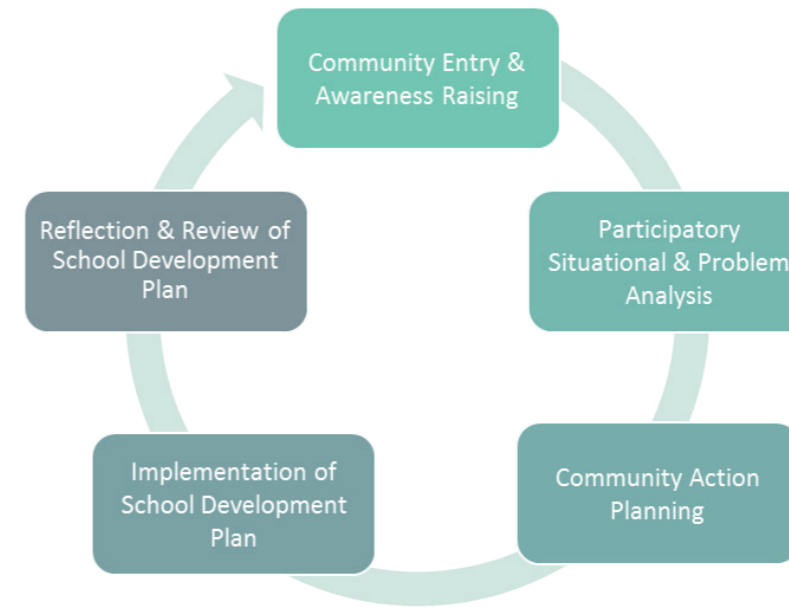 Community Entry &
Awareness Raising
Participatory
Situational & Problem
Analysis
Community Action
Planning
Implementation of
School Development
Plan
Reflection & Review of
School Development
Plan